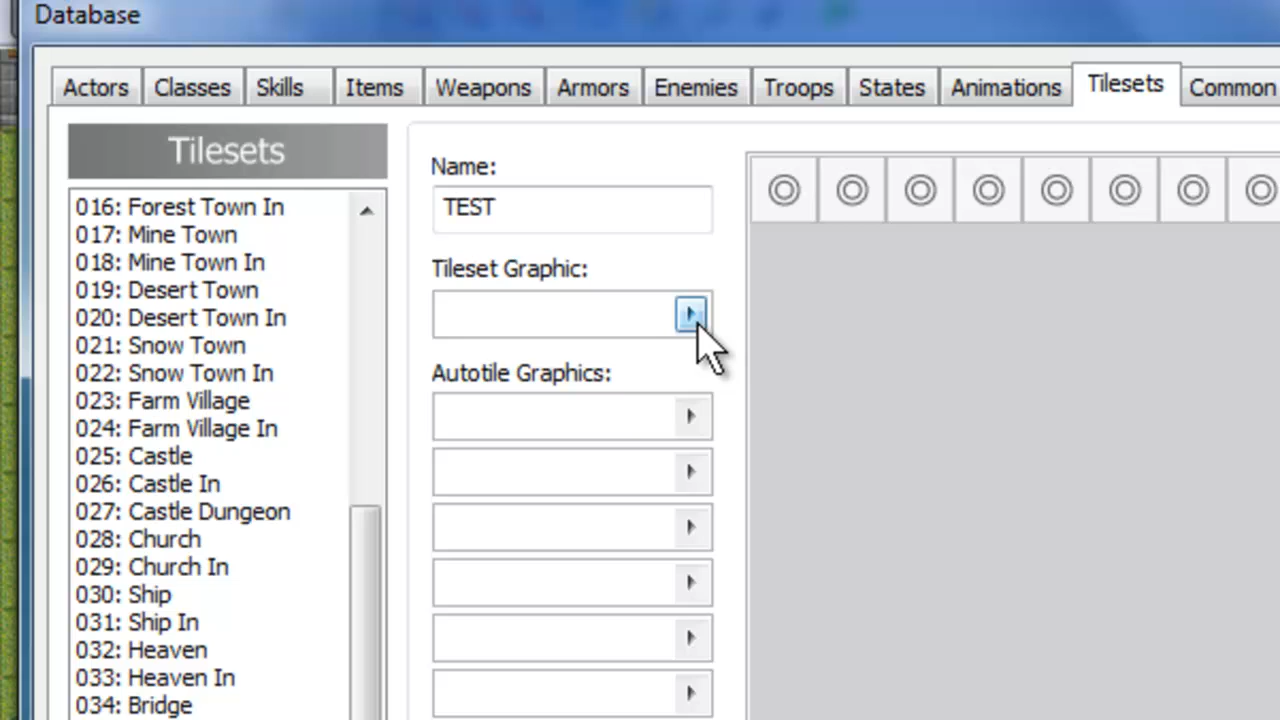 Database
Actors Classes Skills Items Weapons Armors Enemies Troops States Animations Tilesets Common
Tilesets
016: Forest Town In
017: Mine Town
018: Mine Town In
019: Desert Town
020: Desert Town In
021: Snow Town
022: Snow Town In
023: Farm Village
024: Farm Village In
025: Castle
026: Castle In
027: Castle Dungeon
028: Church
029: Church In
030: Ship
031: Ship In
032: Heaven
033: Heaven In
034: Bridge
Name:
TEST
Tileset Graphic:
Autotile Graphics: